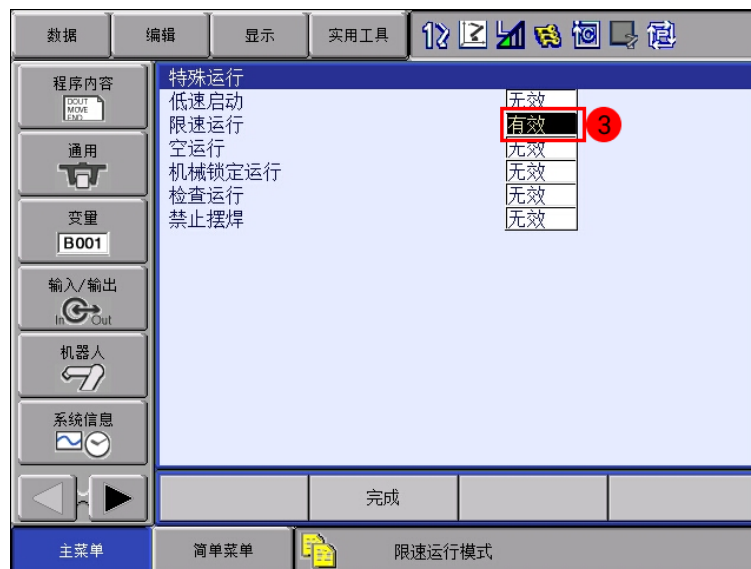 数据 编辑 显示 实用工具
程序内容
DOUT
MOVE
END
通用
变量
B001
输入/输出
In Out
机器人
系统信息
特殊运行
低速启动 无效
限速运行 有效 3
空运行 无效
机械锁定运行 无效
检查运行 无效
禁止摆焊 无效
完成
主菜单 简单菜单 限速运行模式